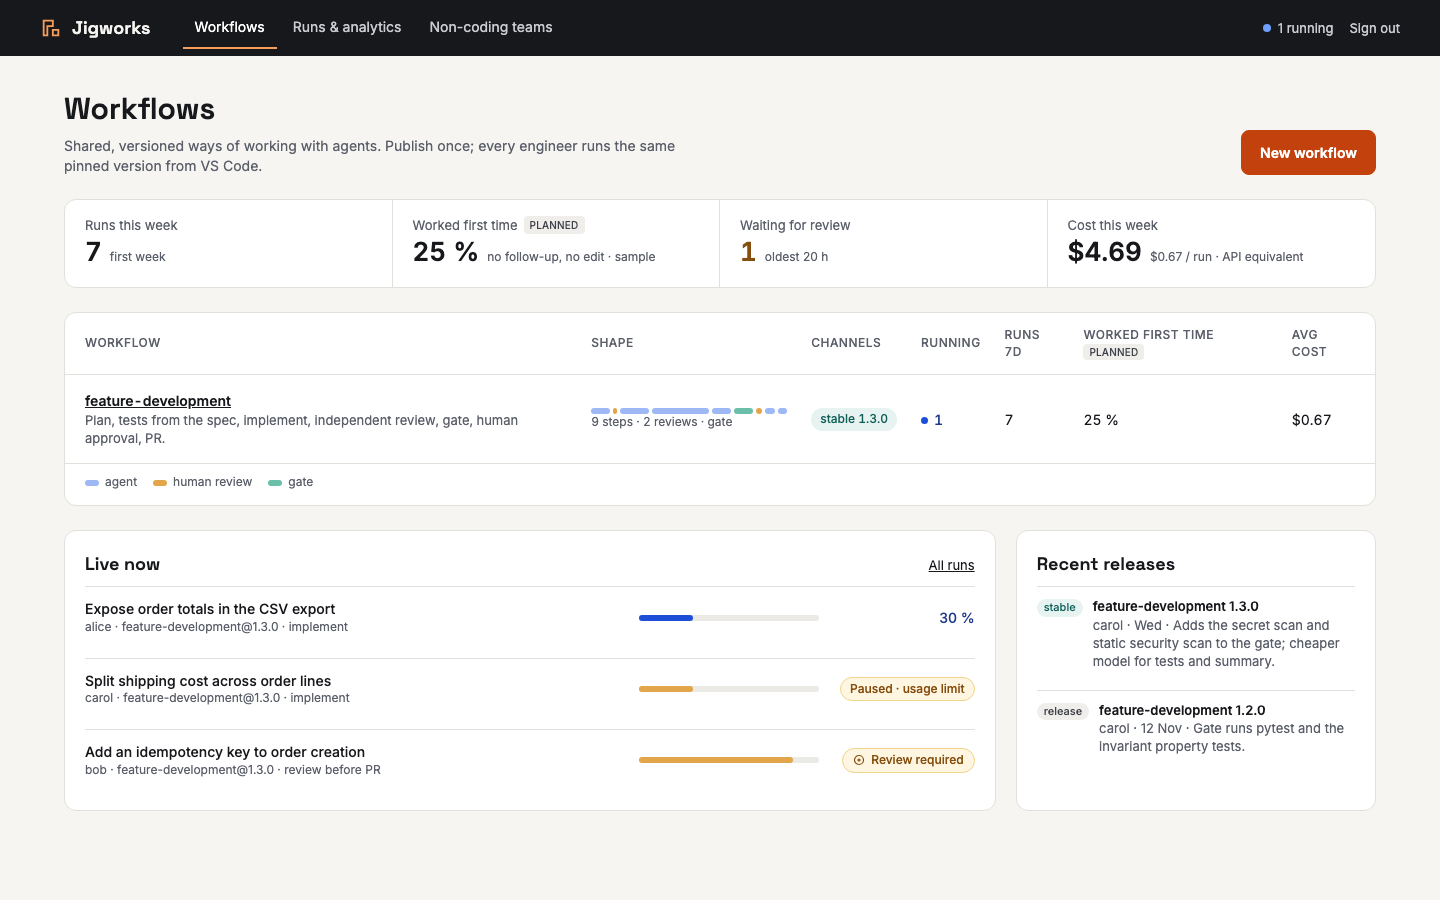 Jigworks
Workflows
Runs & analytics
Non-coding teams
1 running
Sign out
Workflows
Shared, versioned ways of working with agents. Publish once; every engineer runs the same
pinned version from VS Code.
New workflow
Runs this week
7 first week
Worked first time PLANNED
25 % no follow-up, no edit · sample
Waiting for review
1 oldest 20 h
Cost this week
$4.69 $0.67 / run · API equivalent
WORKFLOW
SHAPE
CHANNELS
RUNNING
RUNS
7D
WORKED FIRST TIME
PLANNED
AVG
COST
feature-development
Plan, tests from the spec, implement, independent review, gate, human
approval, PR.
9 steps · 2 reviews · gate
stable 1.3.0
1
7
25 %
$0.67
agent
human review
gate
Live now
All runs
Expose order totals in the CSV export
alice · feature-development@1.3.0 · implement
30 %
Split shipping cost across order lines
carol · feature-development@1.3.0 · implement
Paused · usage limit
Add an idempotency key to order creation
bob · feature-development@1.3.0 · review before PR
Review required
Recent releases
stable
feature-development 1.3.0
carol · Wed · Adds the secret scan and
static security scan to the gate; cheaper
model for tests and summary.
release
feature-development 1.2.0
carol · 12 Nov · Gate runs pytest and the
invariant property tests.